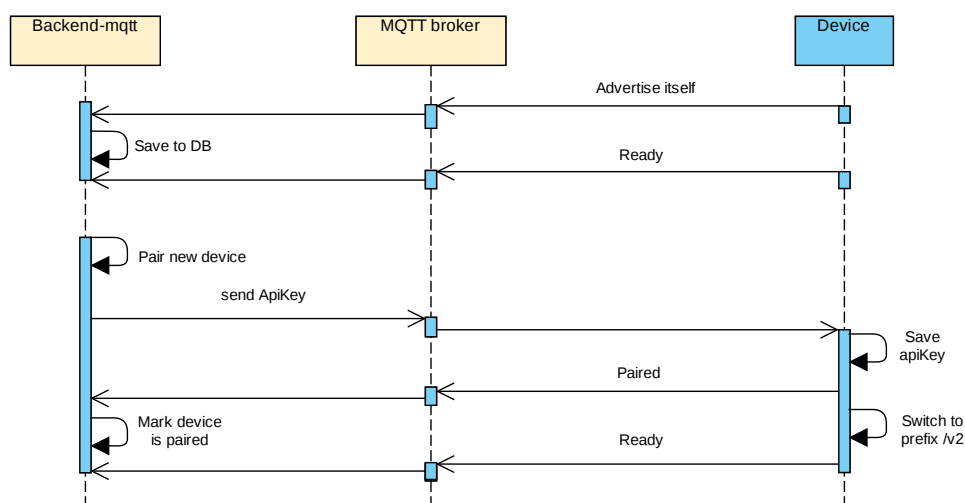 Backend-mqtt
MQTT broker
Device
Advertise itself
Save to DB
Ready
Pair new device
send ApiKey
Save
apiKey
Paired
Mark device
is paired
Switch to
prefix /v2
Ready